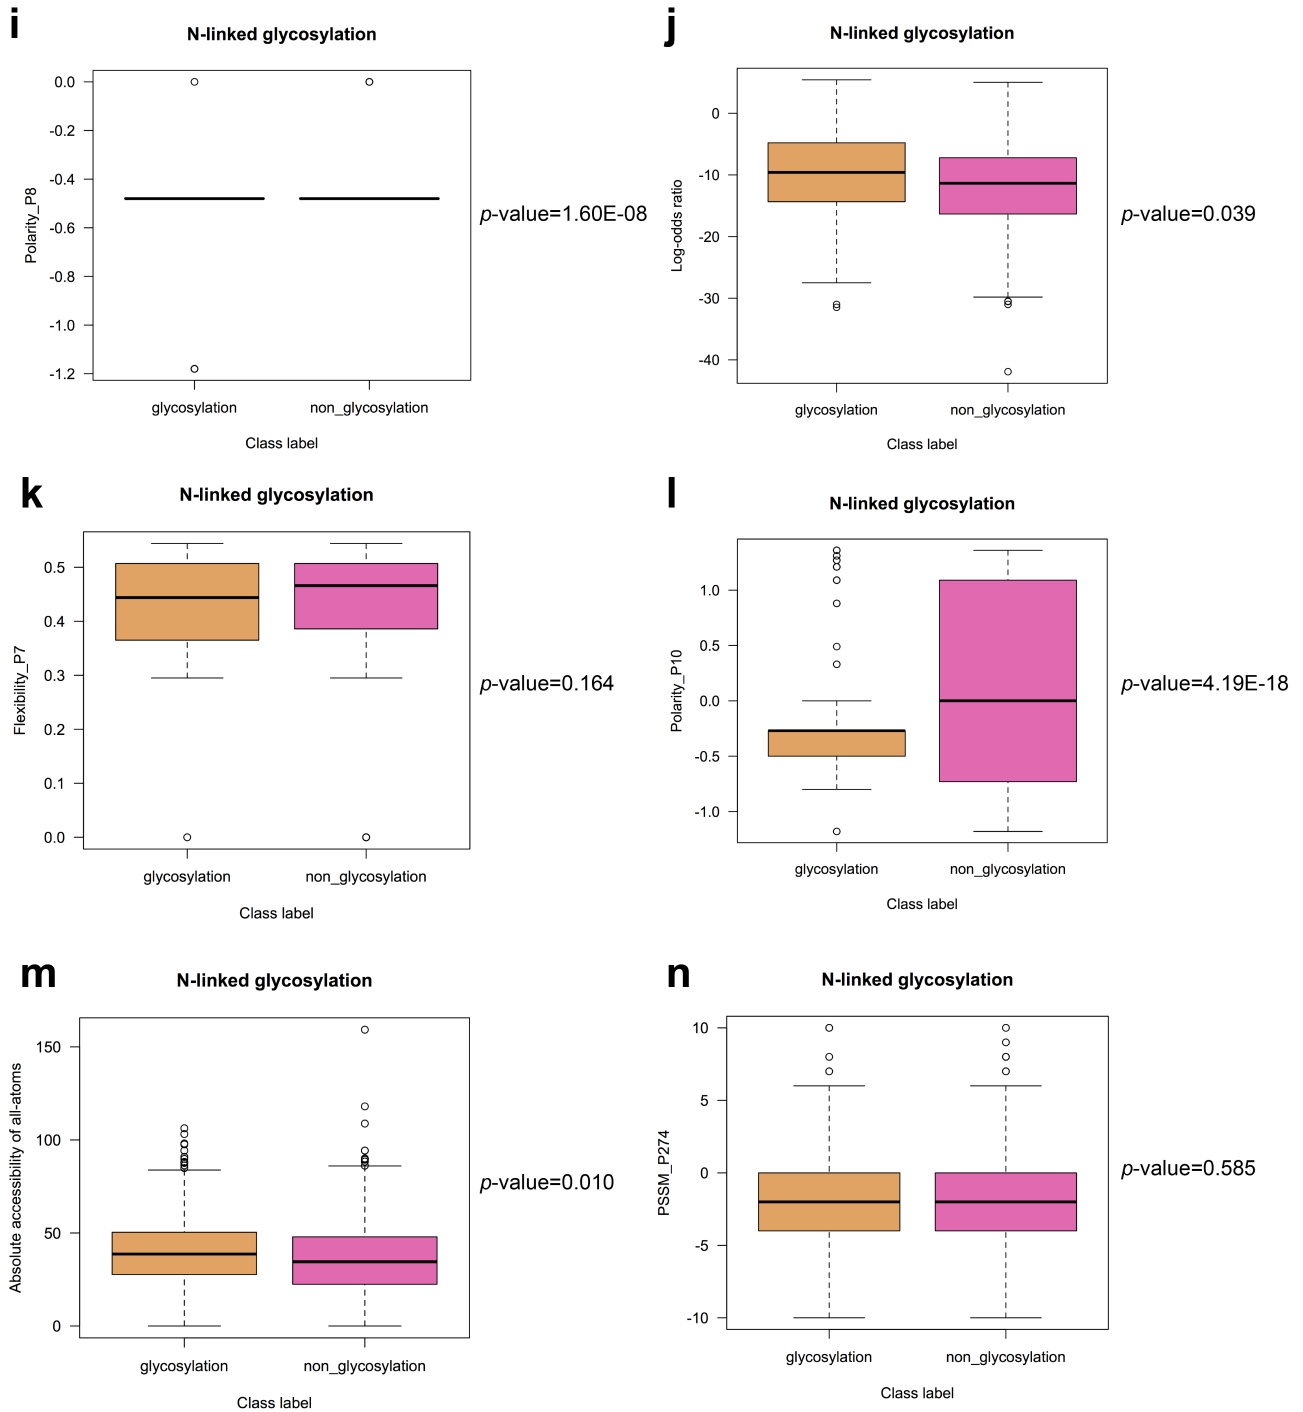 i
N-linked glycosylation
0.0
-0.2
-0.4
-0.6
-0.8
-1.0
-1.2
Polarity_P8
glycosylation
non_glycosylation
Class label
p-value=1.60E-08
j
N-linked glycosylation
0
-10
-20
-30
-40
Log-odds ratio
glycosylation
non_glycosylation
Class label
p-value=0.039
k
N-linked glycosylation
0.5
0.4
0.3
0.2
0.1
0.0
Flexibility_P7
glycosylation
non_glycosylation
Class label
p-value=0.164
l
N-linked glycosylation
1.0
0.5
0.0
-0.5
-1.0
Polarity_P10
glycosylation
non_glycosylation
Class label
p-value=4.19E-18
m
N-linked glycosylation
150
100
50
0
Absolute accessibility of all-atoms
glycosylation
non_glycosylation
Class label
p-value=0.010
n
N-linked glycosylation
10
5
0
-5
-10
PSSM_P274
glycosylation
non_glycosylation
Class label
p-value=0.585